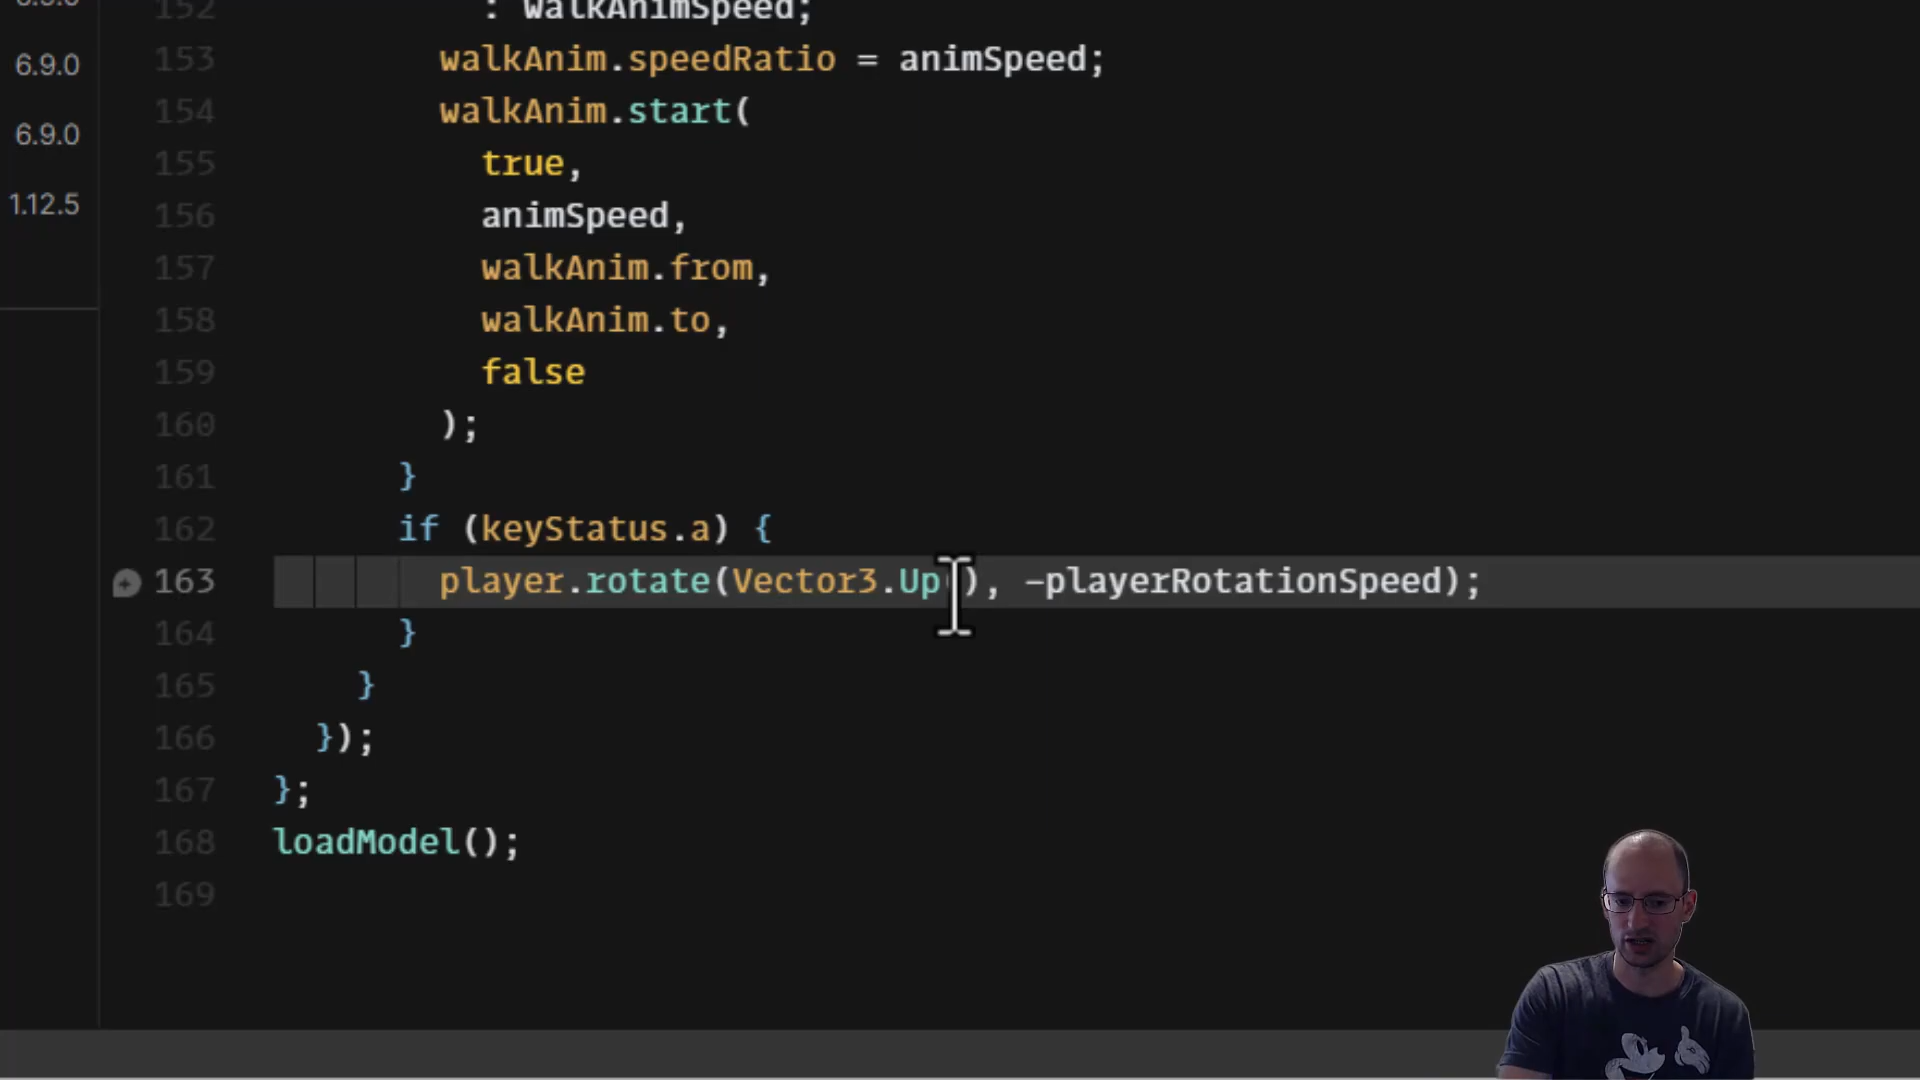 152 : walkAnimSpeed;
6.9.0
153 walkAnim.speedRatio = animSpeed;
154 walkAnim.start(
6.9.0
155 true,
1.12.5
156 animSpeed,
157 walkAnim.from,
158 walkAnim.to,
159 false
160 );
161 }
162 if (keyStatus.a) {
163 player.rotate(Vector3.Up(), -playerRotationSpeed);
164 }
165 }
166 });
167 };
168 loadModel();
169